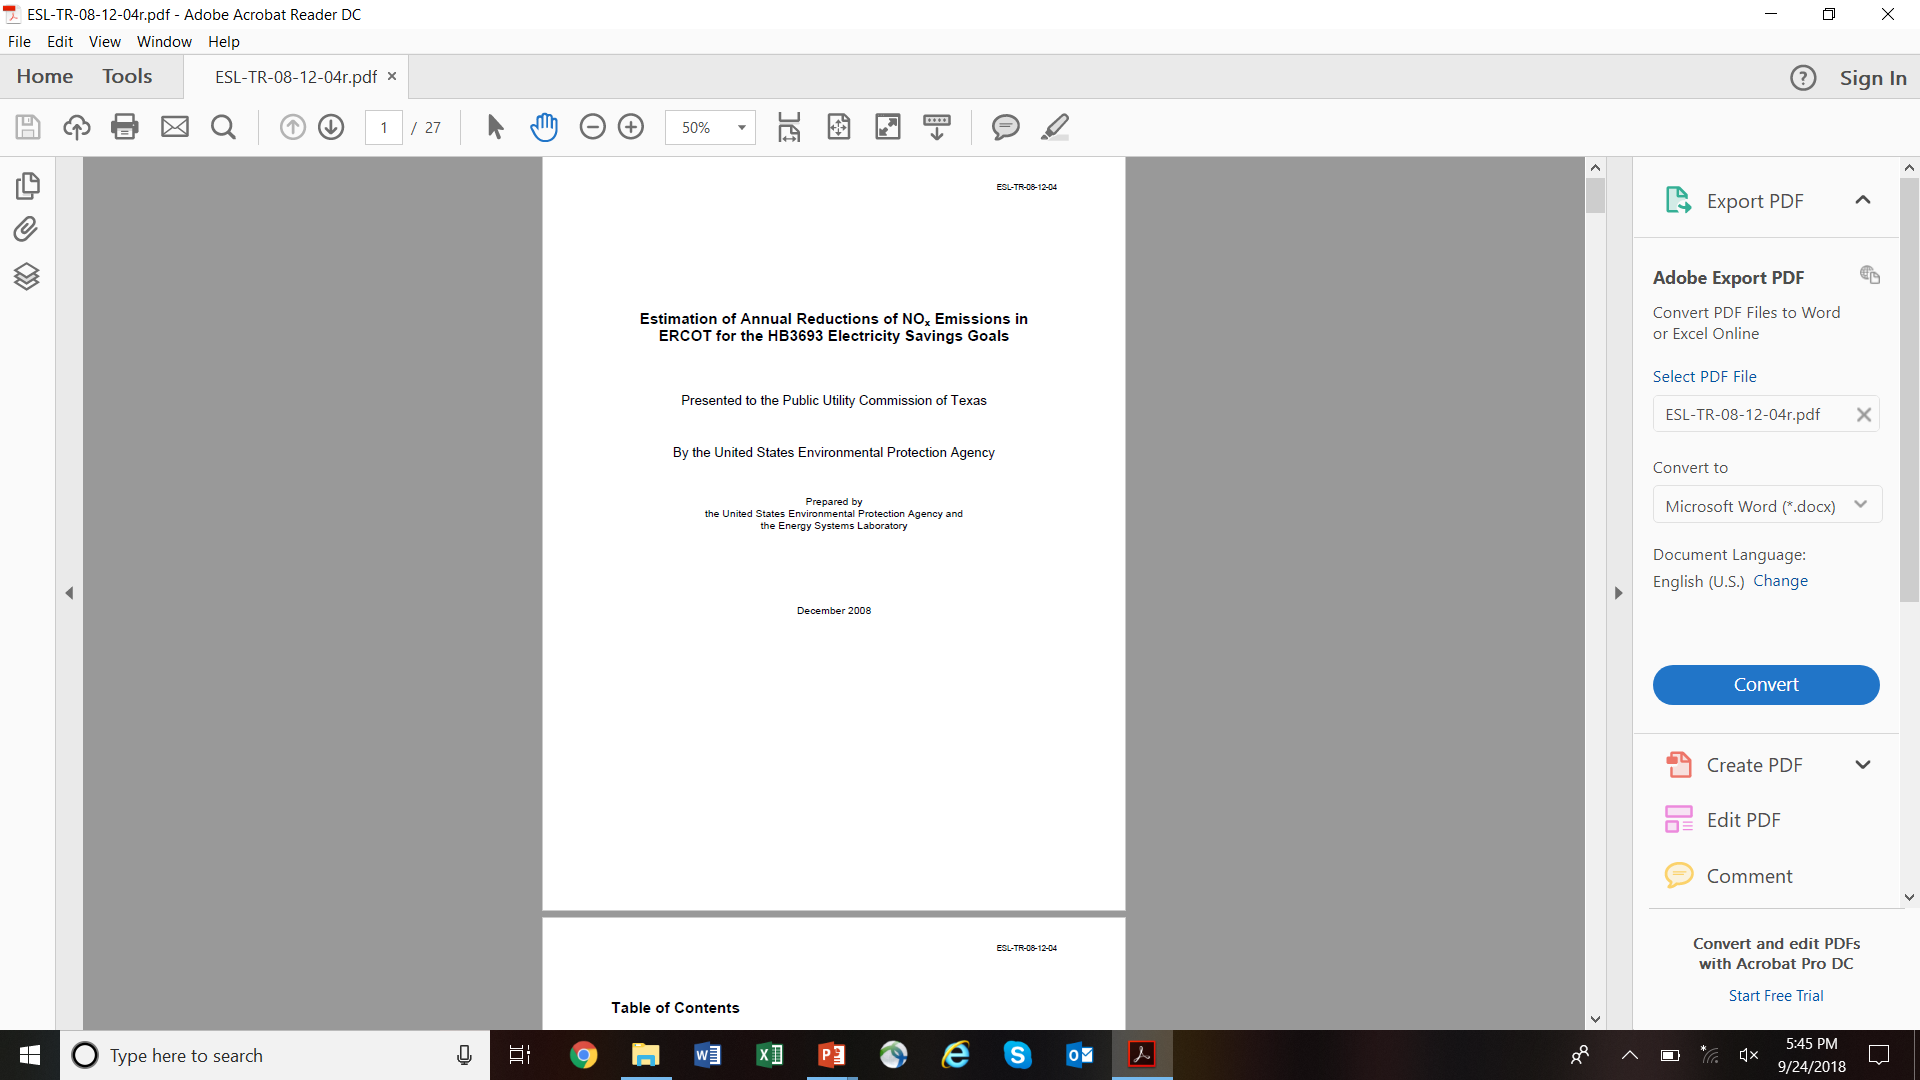 ESL-TR-08-12-04r.pdf - Adobe Acrobat Reader DC
File Edit View Window Help
Home Tools ESL-TR-08-12-04r.pdf × ? Sign In
1 / 27 50%
ESL-TR-08-12-04
Estimation of Annual Reductions of NOx Emissions in
ERCOT for the HB3693 Electricity Savings Goals
Presented to the Public Utility Commission of Texas
By the United States Environmental Protection Agency
Prepared by
the United States Environmental Protection Agency and
the Energy Systems Laboratory
December 2008
ESL-TR-08-12-04
Table of Contents
Export PDF
Adobe Export PDF
Convert PDF Files to Word
or Excel Online
Select PDF File
ESL-TR-08-12-04r.pdf
Convert to
Microsoft Word (*.docx)
Document Language:
English (U.S.) Change
Convert
Create PDF
Edit PDF
Comment
Convert and edit PDFs
with Acrobat Pro DC
Start Free Trial
Type here to search
5:45 PM
9/24/2018